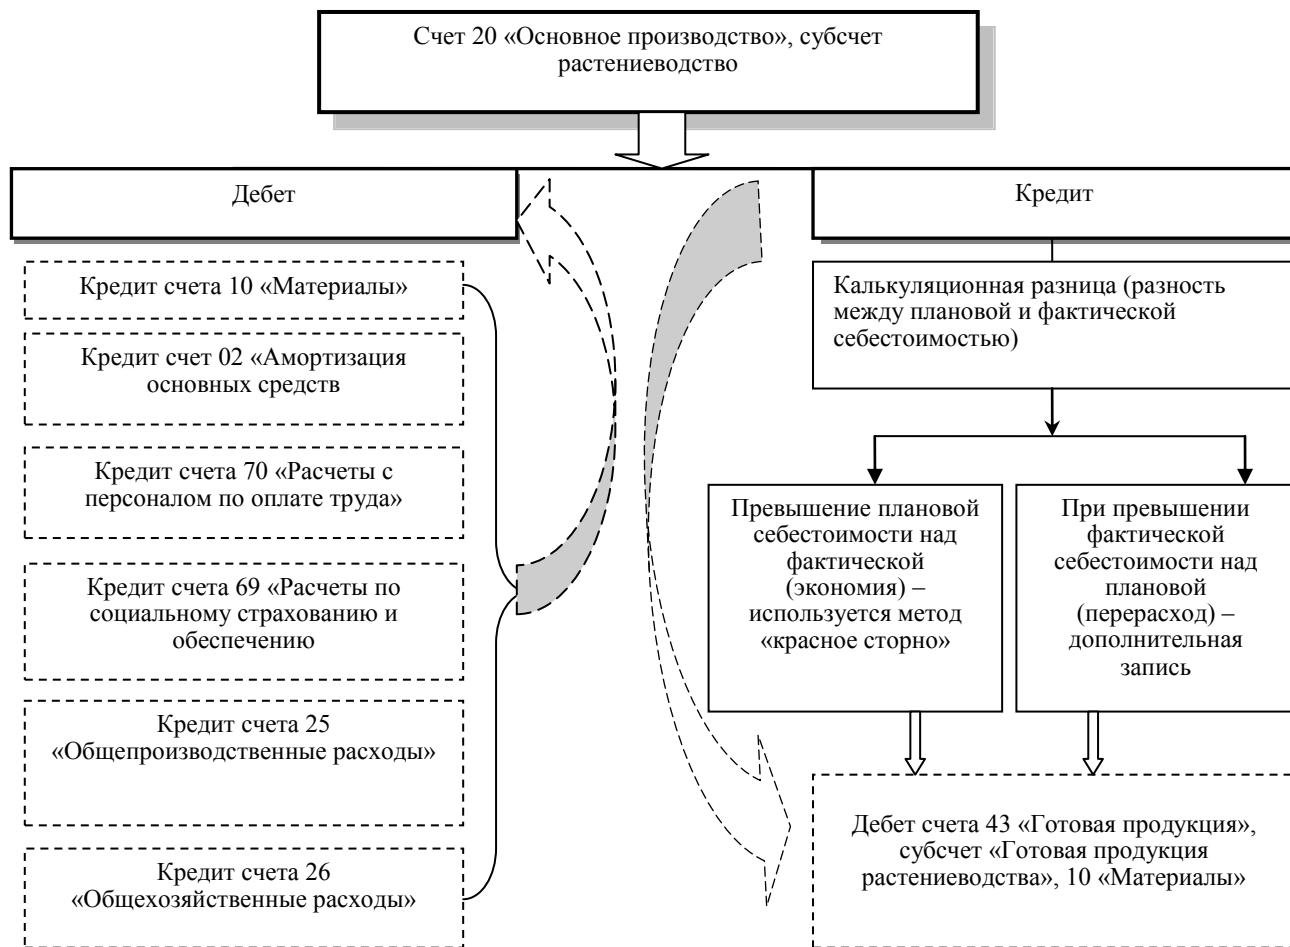 Счет 20 «Основное производство», субсчет
растениеводство
Дебет
Кредит
Кредит счета 10 «Материалы»
Кредит счет 02 «Амортизация
основных средств
Кредит счета 70 «Расчеты с
персоналом по оплате труда»
Кредит счета 69 «Расчеты по
социальному страхованию и
обеспечению
Кредит счета 25
«Общепроизводственные расходы»
Кредит счета 26
«Общехозяйственные расходы»
Калькуляционная разница (разность
между плановой и фактической
себестоимостью)
Превышение плановой
себестоимости над
фактической
(экономия) –
используется метод
«красное сторно»
При превышении
фактической
себестоимости над
плановой
(перерасход) –
дополнительная
запись
Дебет счета 43 «Готовая продукция»,
субсчет «Готовая продукция
растениеводства», 10 «Материалы»